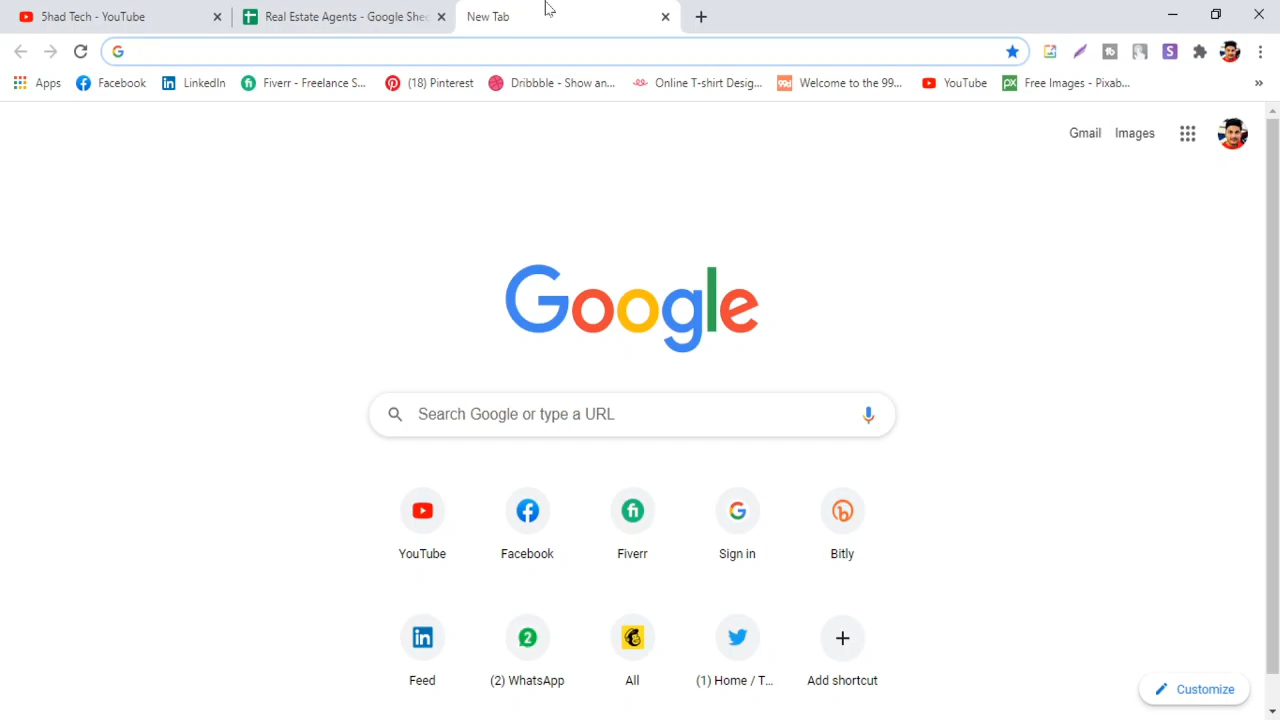 5had Tech - YouTube
Real Estate Agents - Google Shee
New Tab
Apps
Facebook
LinkedIn
Fiverr - Freelance S...
(18) Pinterest
Dribbble - Show an...
Online T-shirt Desig...
Welcome to the 99...
YouTube
Free Images - Pixab...
Gmail Images
Google
Search Google or type a URL
YouTube
Facebook
Fiverr
Sign in
Bitly
Feed
(2) WhatsApp
All
(1) Home / T...
Add shortcut
Customize